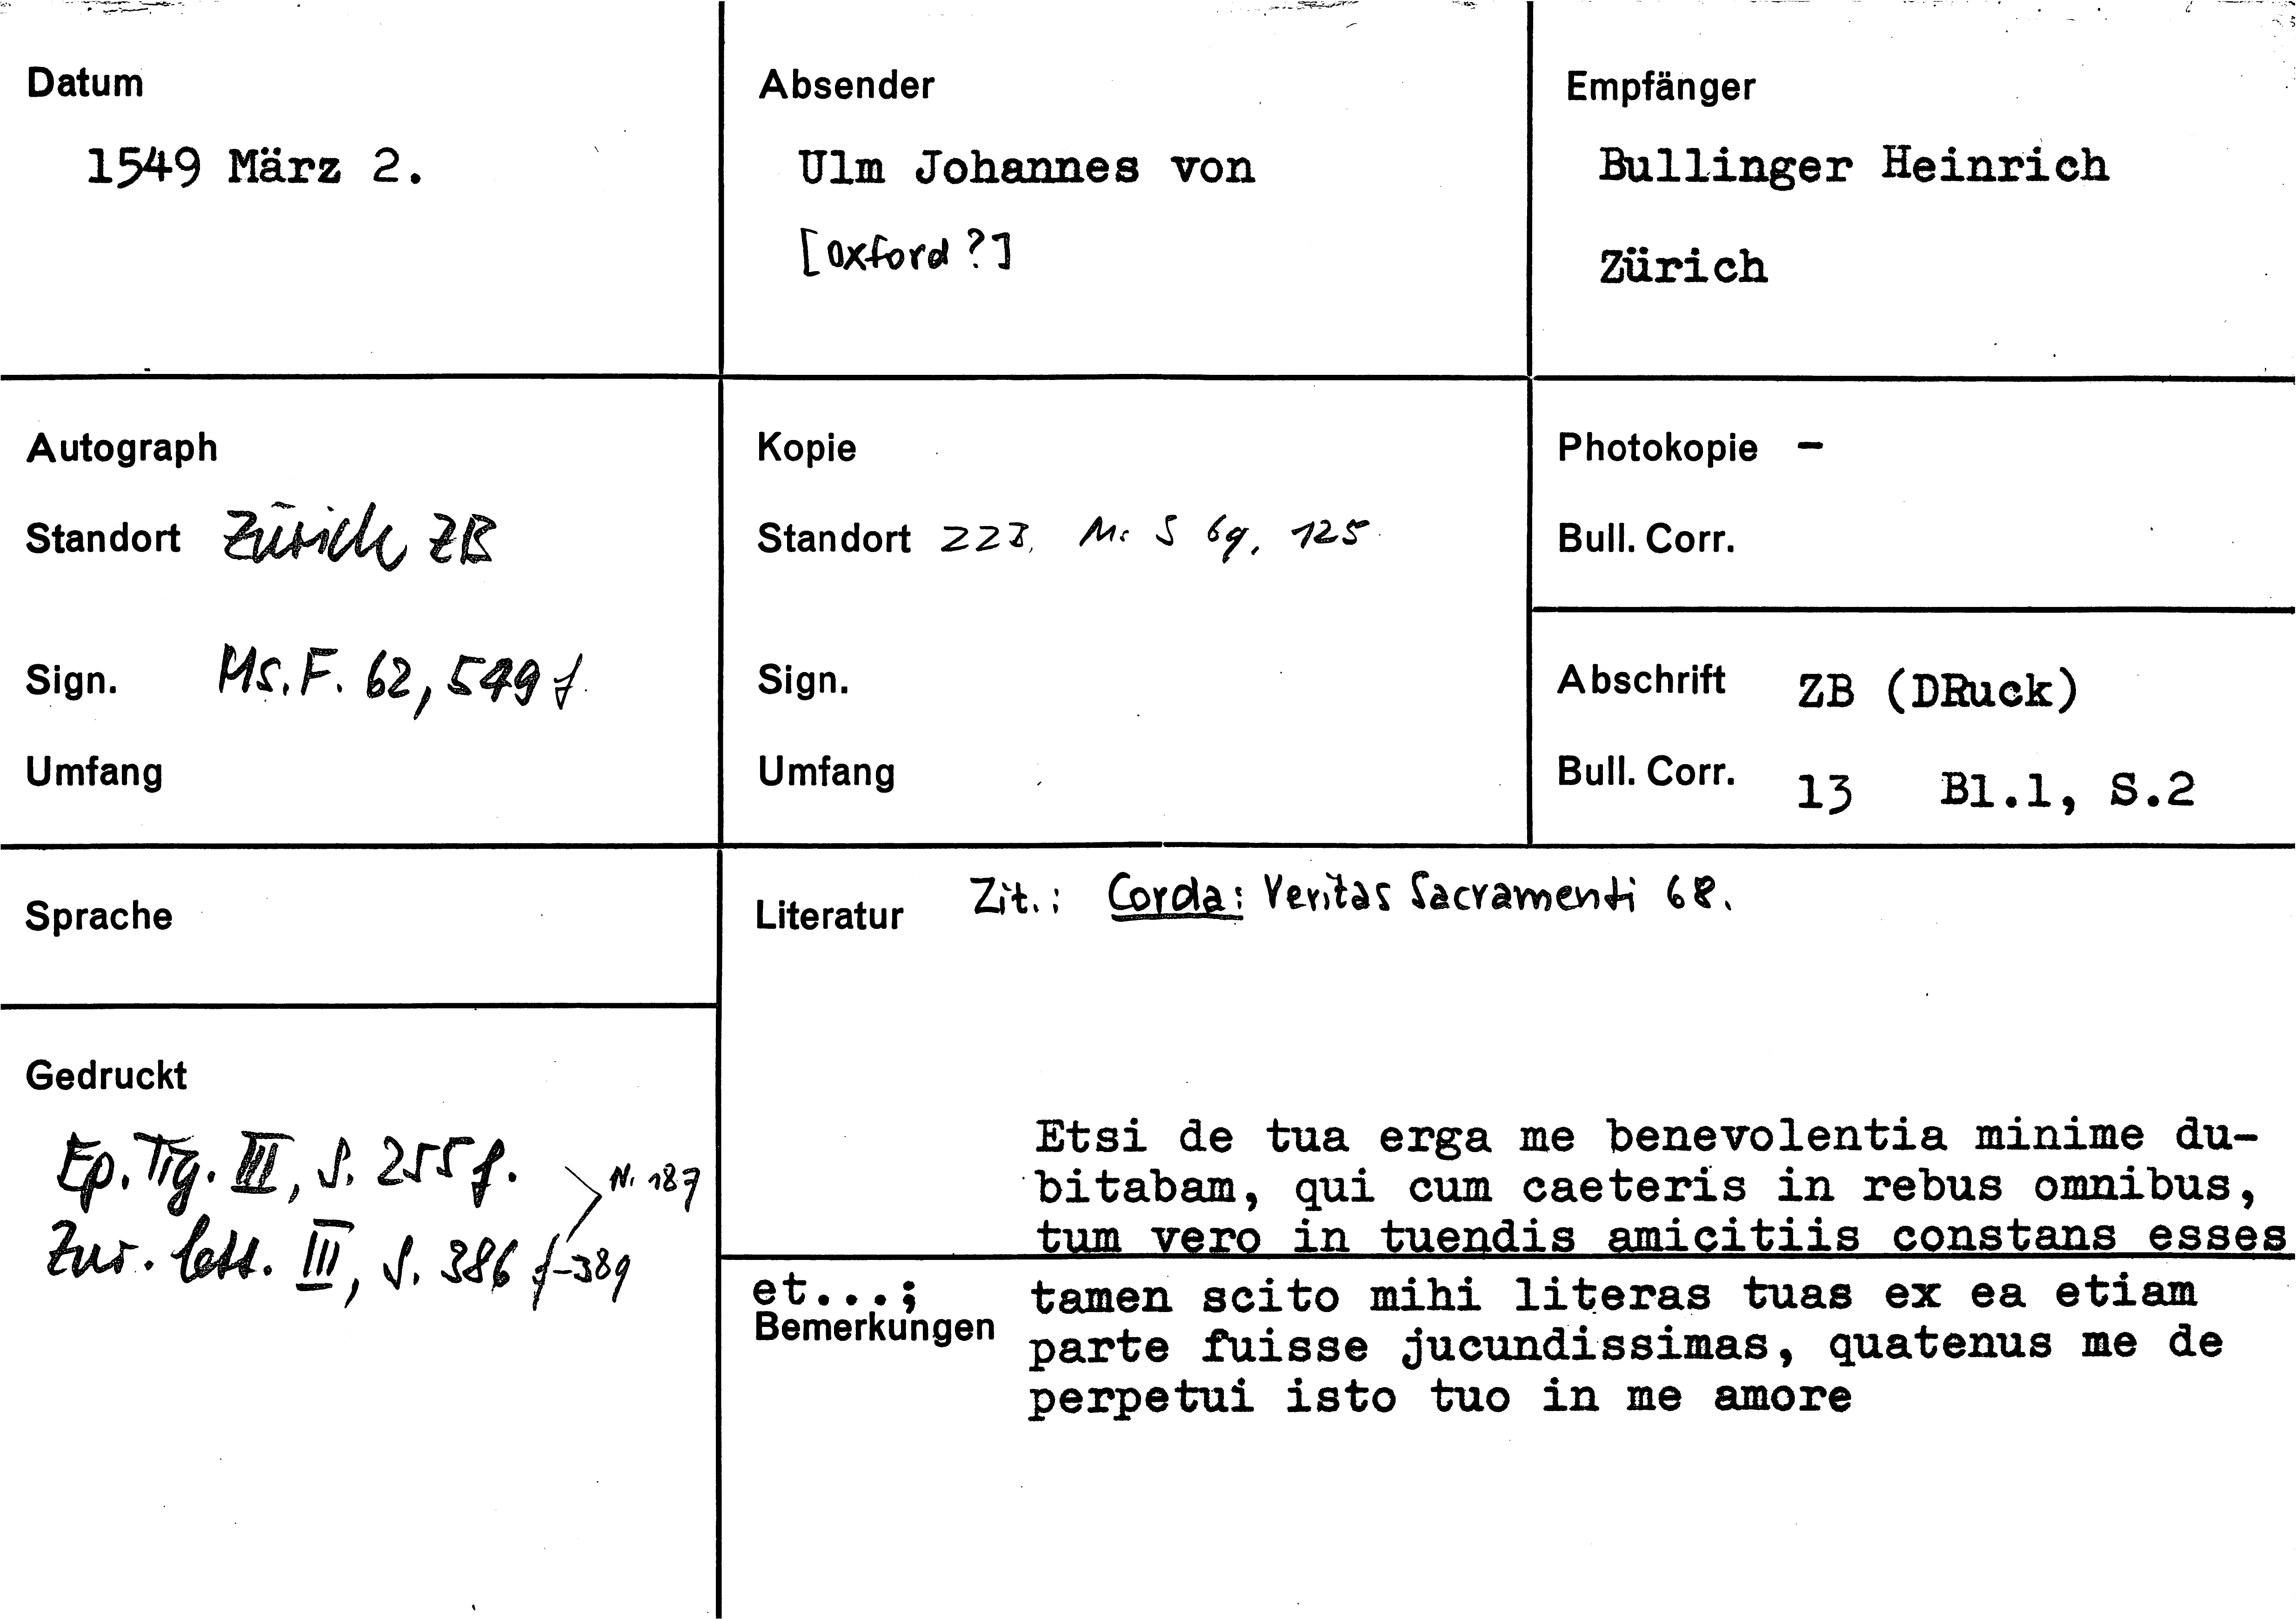 Datum
1549 März 2.
Absender
Ulm Johannes von
[Oxford?]
Empfänger
Bullinger Heinrich
Zürich
Autograph
Standort Zürich ZB
Sign. Ms. F. 62, 549 f.
Umfang
Kopie
Standort ZZB, Ms S 69, 125
Sign.
Umfang
Photokopie –
Bull. Corr.
Abschrift ZB (DRuck)
Bull. Corr. 13 Bl.1, S.2
Sprache
Literatur Zit.: Corda: Veritas Sacramenti 68.
Gedruckt
Ep. Tig. III, S. 255 f.
N. 187
Zur. lett. III, S. 386 f-389
Etsi de tua erga me benevolentia minime du-
bitabam, qui cum caeteris in rebus omnibus,
tum vero in tuendis amicitiis constans esses
et...; tamen scito mihi literas tuas ex ea etiam
Bemerkungen parte fuisse jucundissimas, quatenus me de
perpetui isto tuo in me amore